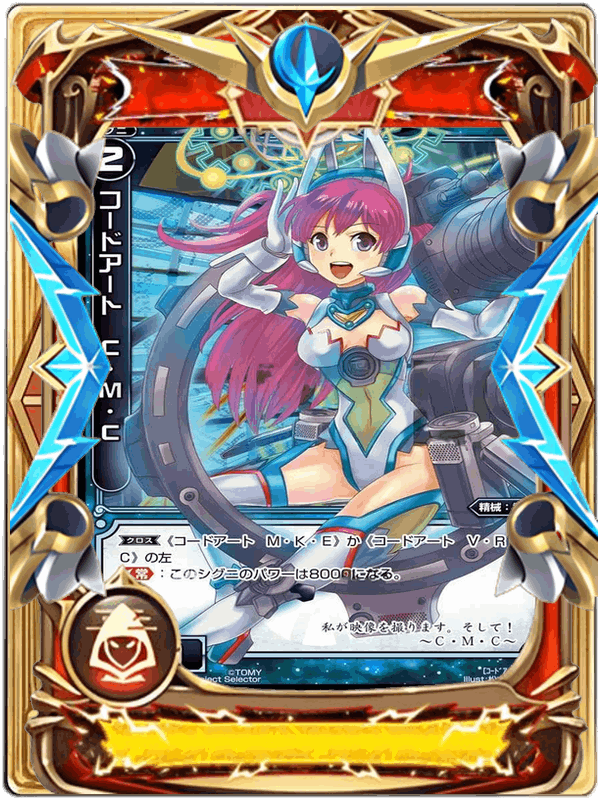 2
コードアート C・M・C
精械：
クロス 《コードアート M・K・E》か《コードアート V・R
C》の左
常：このシグニのパワーは8000になる。
私が映像を撮ります。そして！
～C・M・C～
©TOMY
ject Selector
Illust: